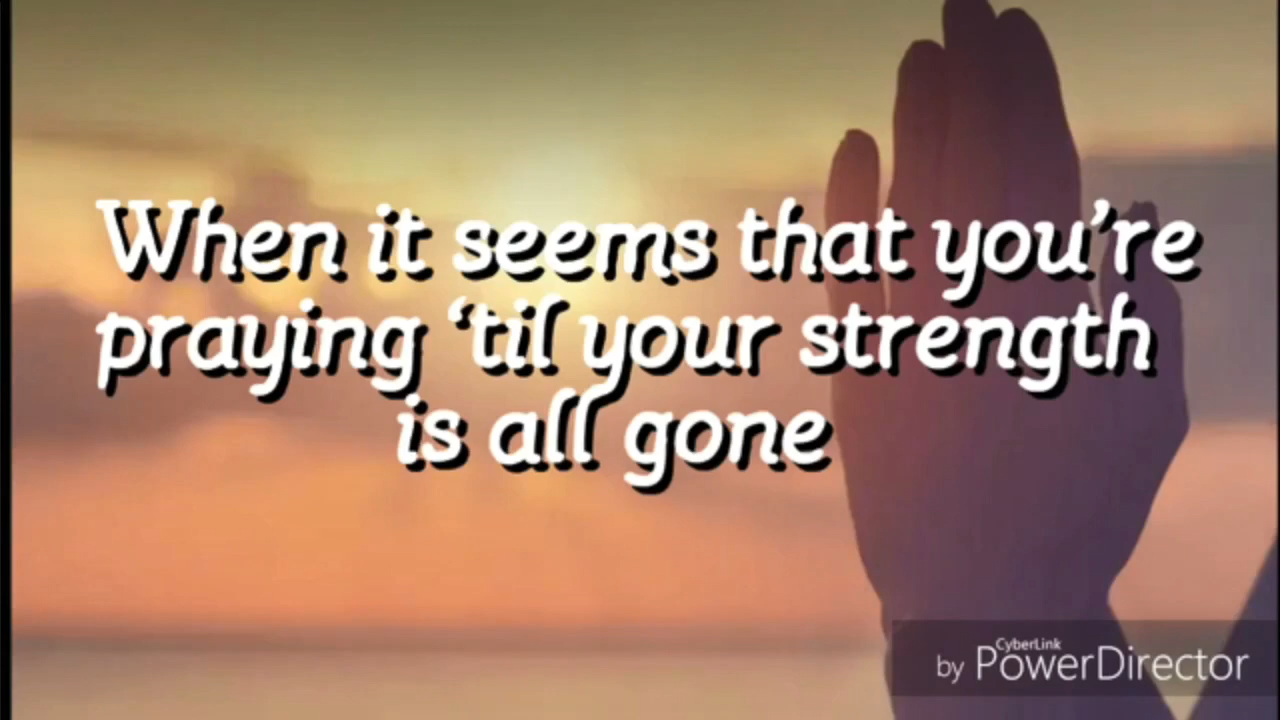 When it seems that you’re
praying ‘til your strength
is all gone
CyberLink
by PowerDirector